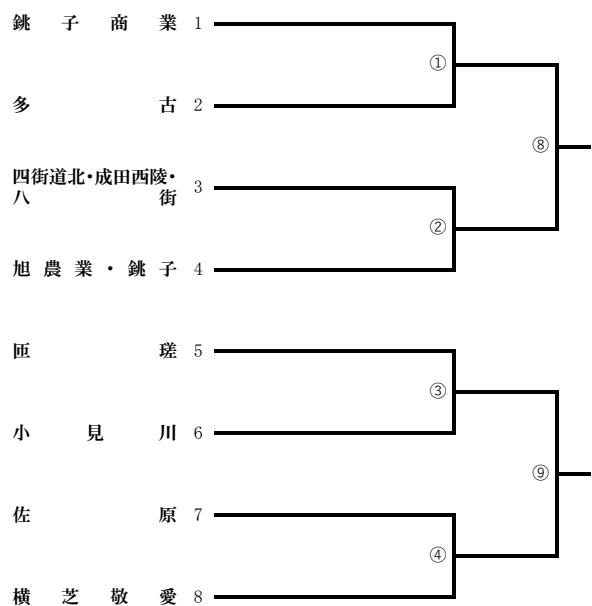 銚子商業 1
①
多古 2
⑧
四街道北・成田西陵・
八街 3
②
旭農業・銚子 4
匝瑳 5
③
小見川 6
⑨
佐原 7
④
横芝敬愛 8